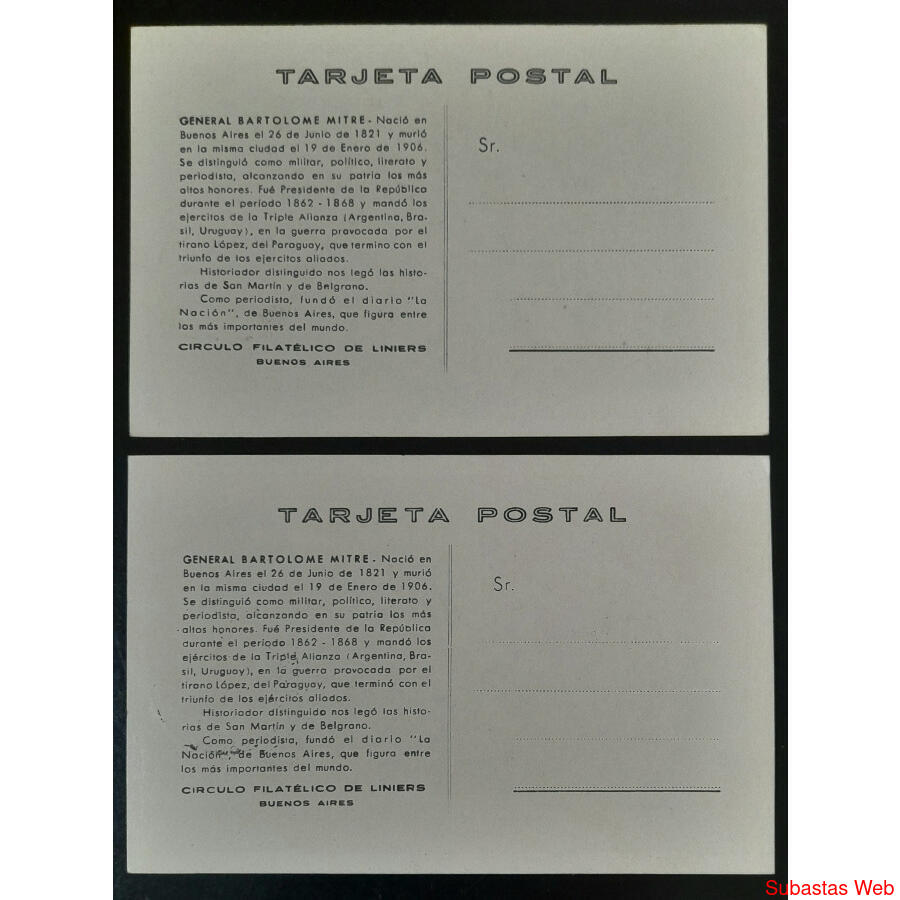 TARJETA POSTAL
GENERAL BARTOLOME MITRE - Nació en
Buenos Aires el 26 de Junio de 1821 y murió
en la misma ciudad el 19 de Enero de 1906.
Se distinguió como militar, político, literato y
periodista, alcanzando en su patria los más
altos honores. Fué Presidente de la República
durante el período 1862 - 1868 y mandó los
ejercitos de la Triple Alianza (Argentina, Bra-
sil, Uruguay), en la guerra provocada por el
tirano López, del Paraguay, que termino con el
triunfo de los ejercitos aliados.
Historiador distinguido nos legó las histo-
rias de San Martín y de Belgrano.
Como periodista, fundó el diario "La
Nación", de Buenos Aires, que figura entre
los más importantes del mundo.
CIRCULO FILATÉLICO DE LINIERS
BUENOS AIRES
Sr.
TARJETA POSTAL
GENERAL BARTOLOME MITRE - Nació en
Buenos Aires el 26 de Junio de 1821 y murió
en la misma ciudad el 19 de Enero de 1906.
Se distinguió como militar, político, literato y
periodista, alcanzando en su patria los más
altos honores. Fué Presidente de la República
durante el período 1862 - 1868 y mandó los
ejércitos de la Triple Alianza (Argentina, Bra-
sil, Uruguay), en la guerra provocada por el
tirano López, del Paraguay, que terminó con el
triunfo de los ejércitos aliados.
Historiador distinguido nos legó las histo-
rias de San Martín y de Belgrano.
Como periodista, fundó el diario "La
Nación", de Buenos Aires, que figura entre
los más importantes del mundo.
CIRCULO FILATÉLICO DE LINIERS
BUENOS AIRES
Sr.
Subastas Web